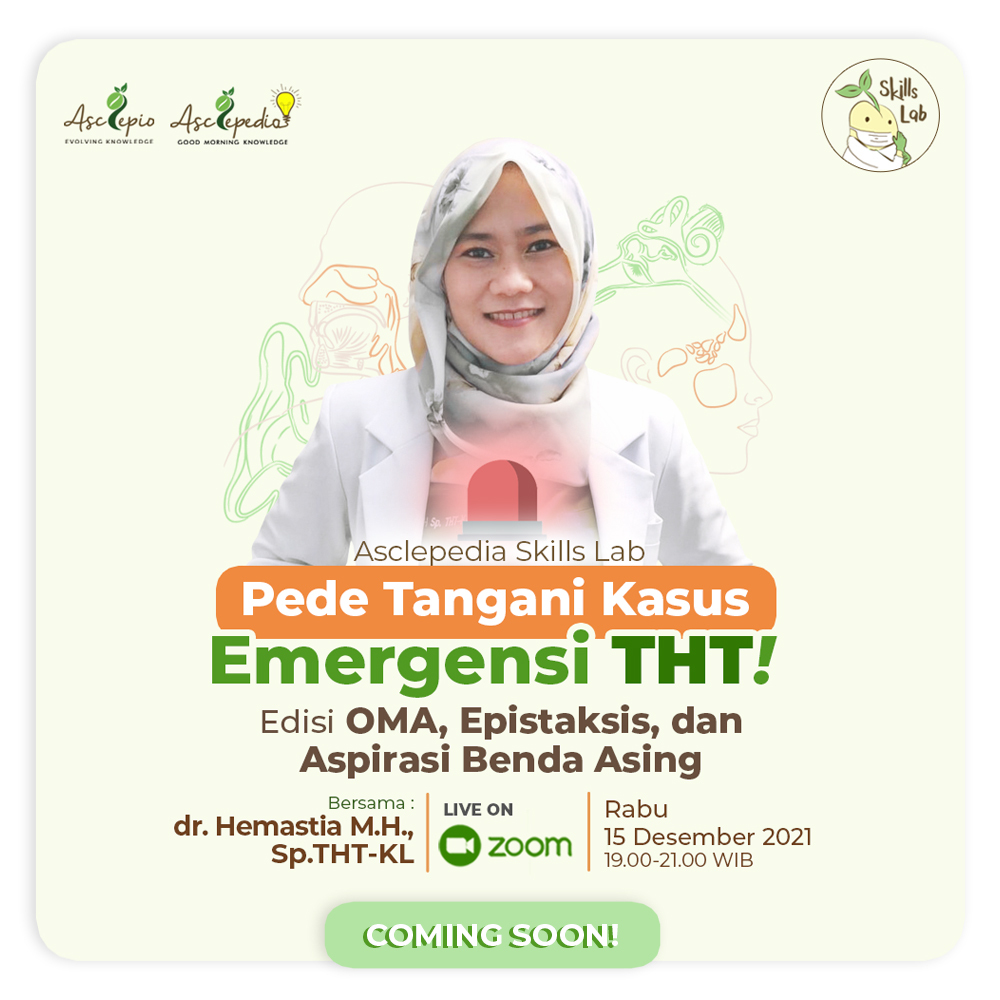 Asclepio
EVOLVING KNOWLEDGE
Asclepedia
GOOD MORNING KNOWLEDGE
Skills
Lab
Asclepedia Skills Lab
Pede Tangani Kasus
Emergensi THT!
Edisi OMA, Epistaksis, dan
Aspirasi Benda Asing
Bersama :
dr. Hemastia M.H.,
Sp.THT-KL
LIVE ON
zoom
Rabu
15 Desember 2021
19.00-21.00 WIB
COMING SOON!